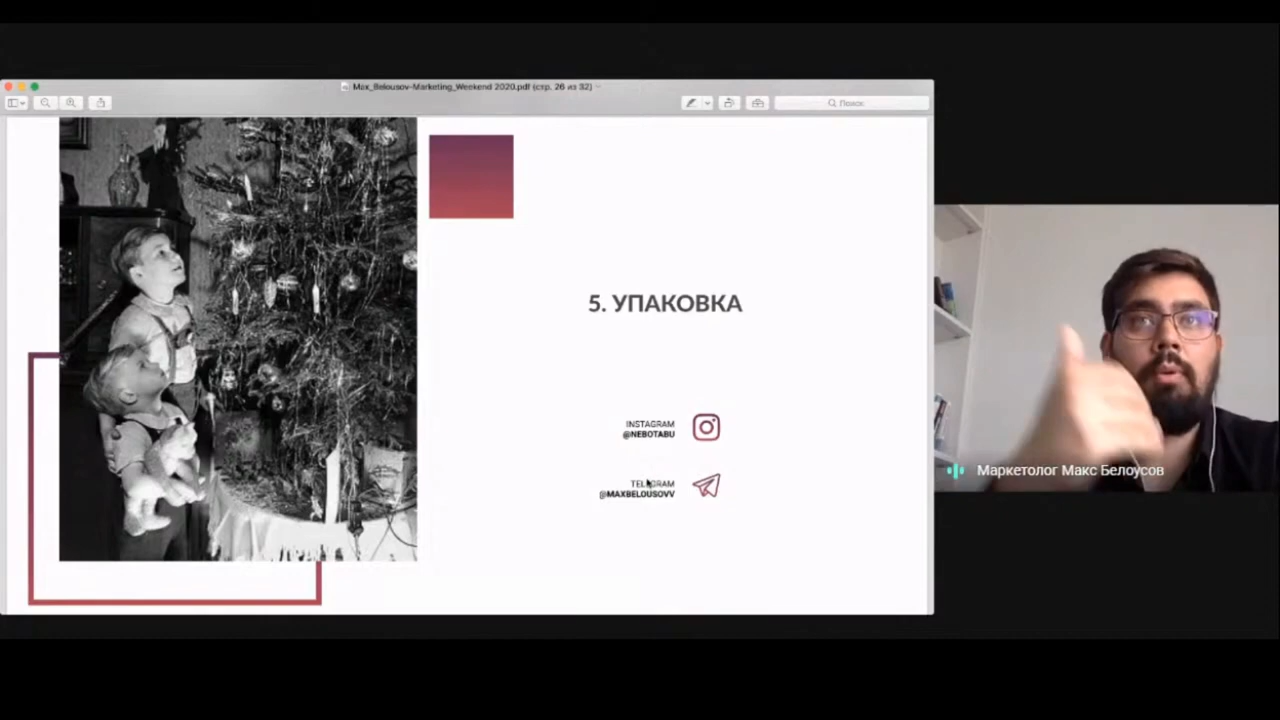 Max_Belousov-Marketing_Weekend 2020.pdf (стр. 26 из 32)
Поиск
5. УПАКОВКА
INSTAGRAM
@NEBOTABU
TELEGRAM
@MAXBELOUSOVV
Маркетолог Макс Белоусов